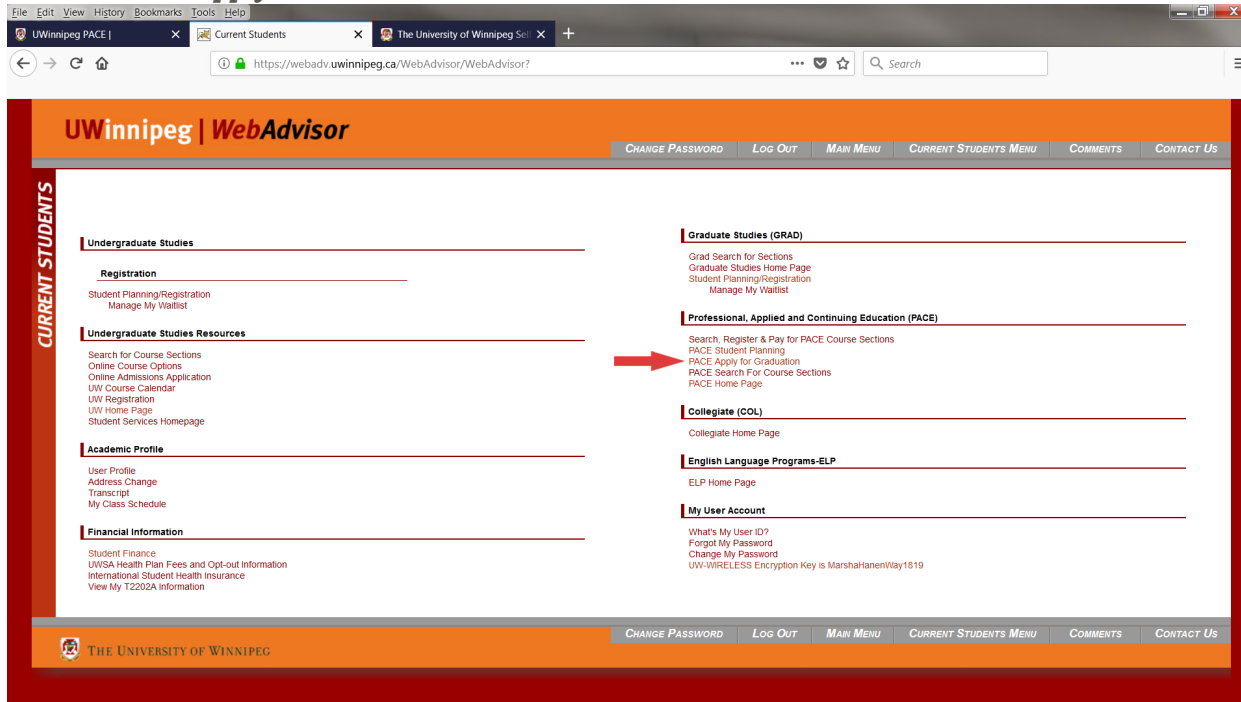 File Edit View History Bookmarks Tools Help
UWinnipeg PACE |
Current Students
The University of Winnipeg Sel
https://webadv.uwinnipeg.ca/WebAdvisor/WebAdvisor?
Search
UWinnipeg | WebAdvisor
CHANGE PASSWORD LOG OUT MAIN MENU CURRENT STUDENTS MENU COMMENTS CONTACT US
CURRENT STUDENTS
Undergraduate Studies
Registration
Student Planning/Registration
Manage My Waitlist
Undergraduate Studies Resources
Search for Course Sections
Online Course Options
Online Admissions Application
UW Course Calendar
UW Registration
UW Home Page
Student Services Homepage
Academic Profile
User Profile
Address Change
Transcript
My Class Schedule
Financial Information
Student Finance
UWSA Health Plan Fees and Opt-out Information
International Student Health Insurance
View My T2202A Information
Graduate Studies (GRAD)
Grad Search for Sections
Graduate Studies Home Page
Student Planning/Registration
Manage My Waitlist
Professional, Applied and Continuing Education (PACE)
Search, Register & Pay for PACE Course Sections
PACE Student Planning
PACE Apply for Graduation
PACE Search For Course Sections
PACE Home Page
Collegiate (COL)
Collegiate Home Page
English Language Programs-ELP
ELP Home Page
My User Account
What's My User ID?
Forgot My Password
Change My Password
UW-WIRELESS Encryption Key is MarshaHanenWay1819
CHANGE PASSWORD LOG OUT MAIN MENU CURRENT STUDENTS MENU COMMENTS CONTACT US
THE UNIVERSITY OF WINNIPEG